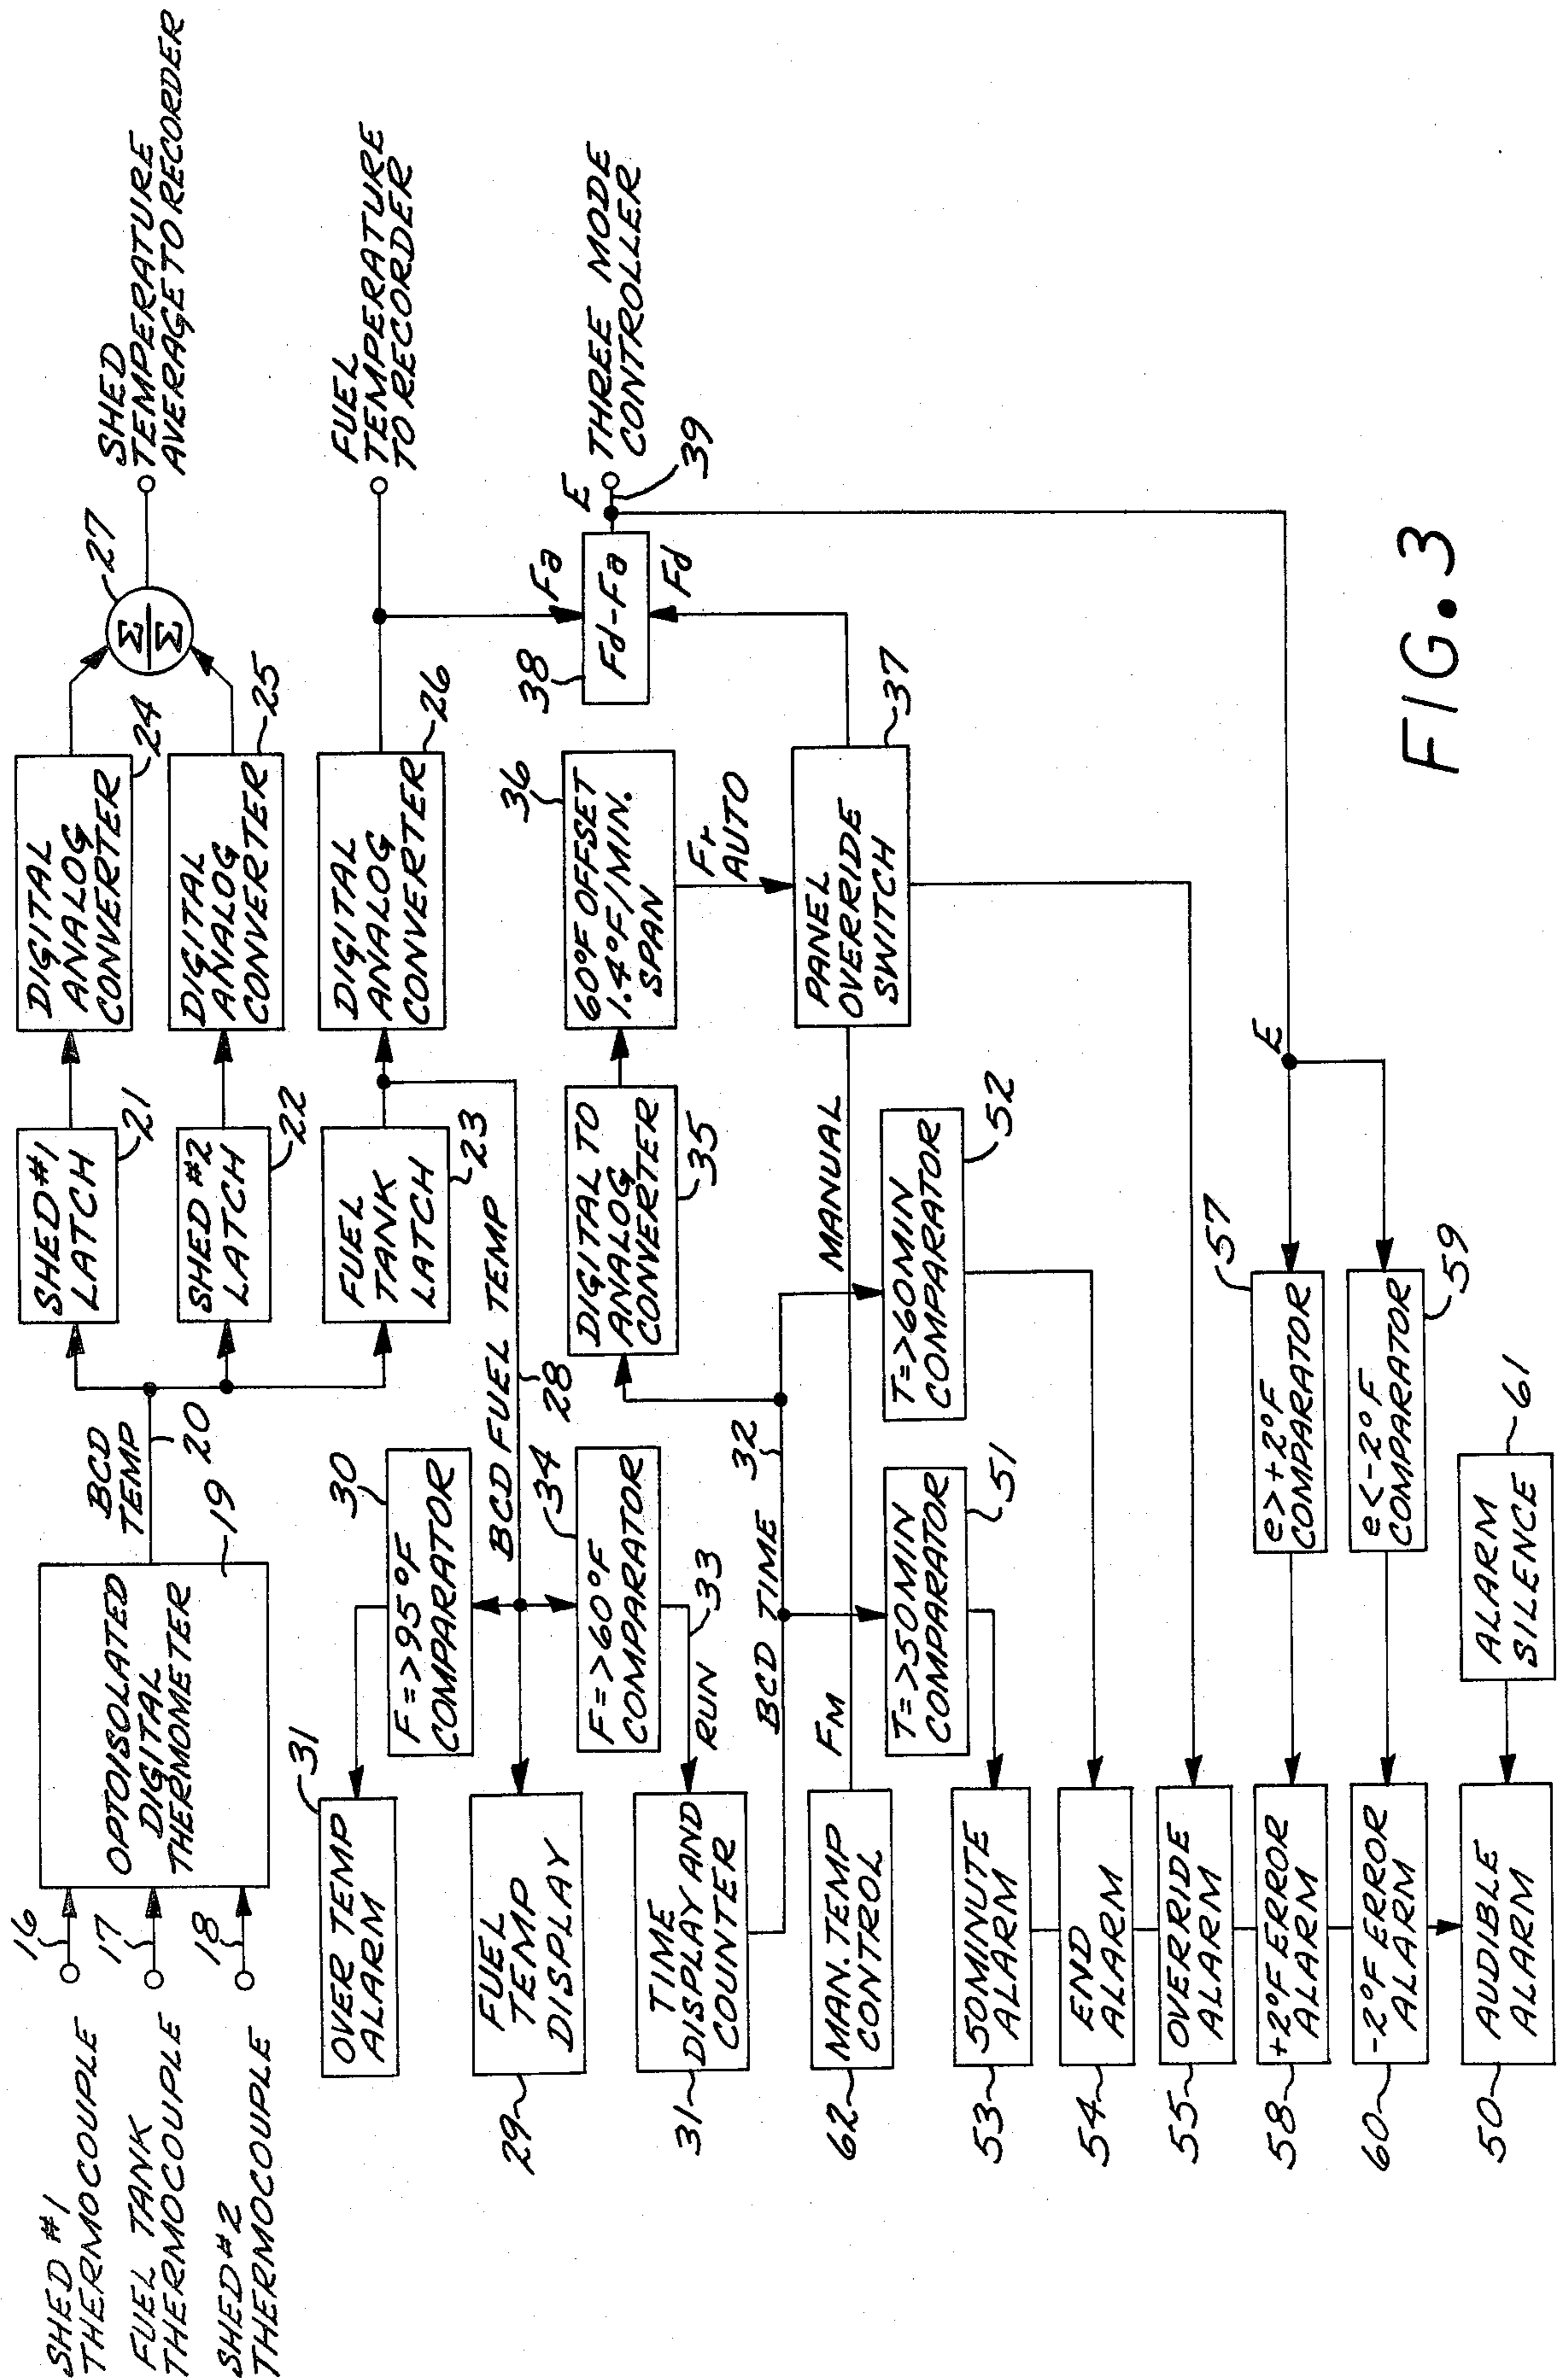 SHED #1
THERMOCOUPLE
16
FUEL TANK
THERMOCOUPLE
17
SHED #2
THERMOCOUPLE
18
OPTOISOLATED
DIGITAL
THERMOMETER
19
BCD
TEMP
20
SHED #1
LATCH
21
SHED #2
LATCH
22
FUEL
TANK
LATCH
23
DIGITAL
ANALOG
CONVERTER
24
DIGITAL
ANALOG
CONVERTER
25
DIGITAL
ANALOG
CONVERTER
26
Σ
Σ
27
SHED
TEMPERATURE
AVERAGE TO RECORDER
FUEL
TEMPERATURE
TO RECORDER
OVER TEMP
ALARM
31
F=>95°F
COMPARATOR
30
BCD FUEL TEMP
28
FUEL
TEMP
DISPLAY
29
F=>60°F
COMPARATOR
34
RUN
33
TIME
DISPLAY AND
COUNTER
31
BCD TIME
32
DIGITAL TO
ANALOG
CONVERTER
35
60°F OFFSET
1.4°F/MIN.
SPAN
36
Fr
AUTO
Fa
Fd-Fa
38
Fd
E
THREE MODE
CONTROLLER
39
MAN. TEMP
CONTROL
62
FM
MANUAL
PANEL
OVERRIDE
SWITCH
37
T=>50MIN
COMPARATOR
51
T=>60MIN
COMPARATOR
52
50MINUTE
ALARM
53
END
ALARM
54
OVERRIDE
ALARM
55
+2°F ERROR
ALARM
58
e>+2°F
COMPARATOR
57
E
-2°F ERROR
ALARM
60
e<-2°F
COMPARATOR
59
AUDIBLE
ALARM
50
ALARM
SILENCE
61
FIG. 3